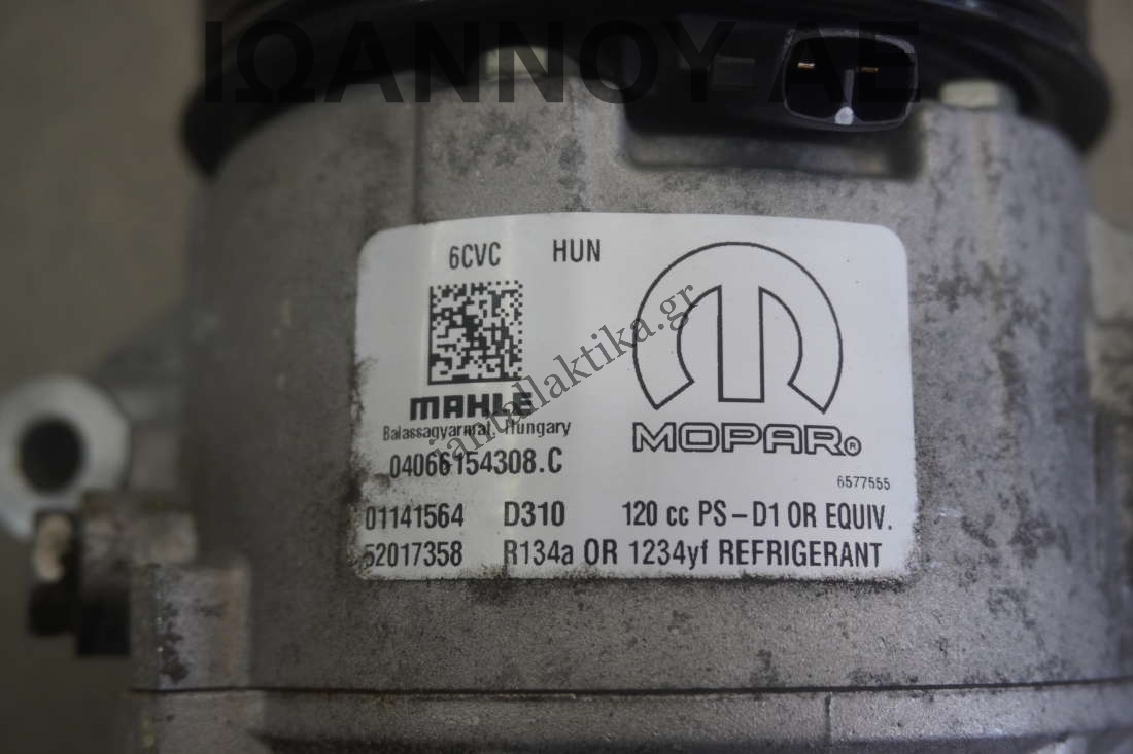 ΙΩΑΝΝΟΥ ΑΕ
6CVC HUN
MAHLE
Balassagyarmat, Hungary
04066154308.C
MOPAR®
6577555
01141564 D310 120 cc PS-D1 OR EQUIV.
52017358 R134a OR 1234yf REFRIGERANT
iantallaktika.gr